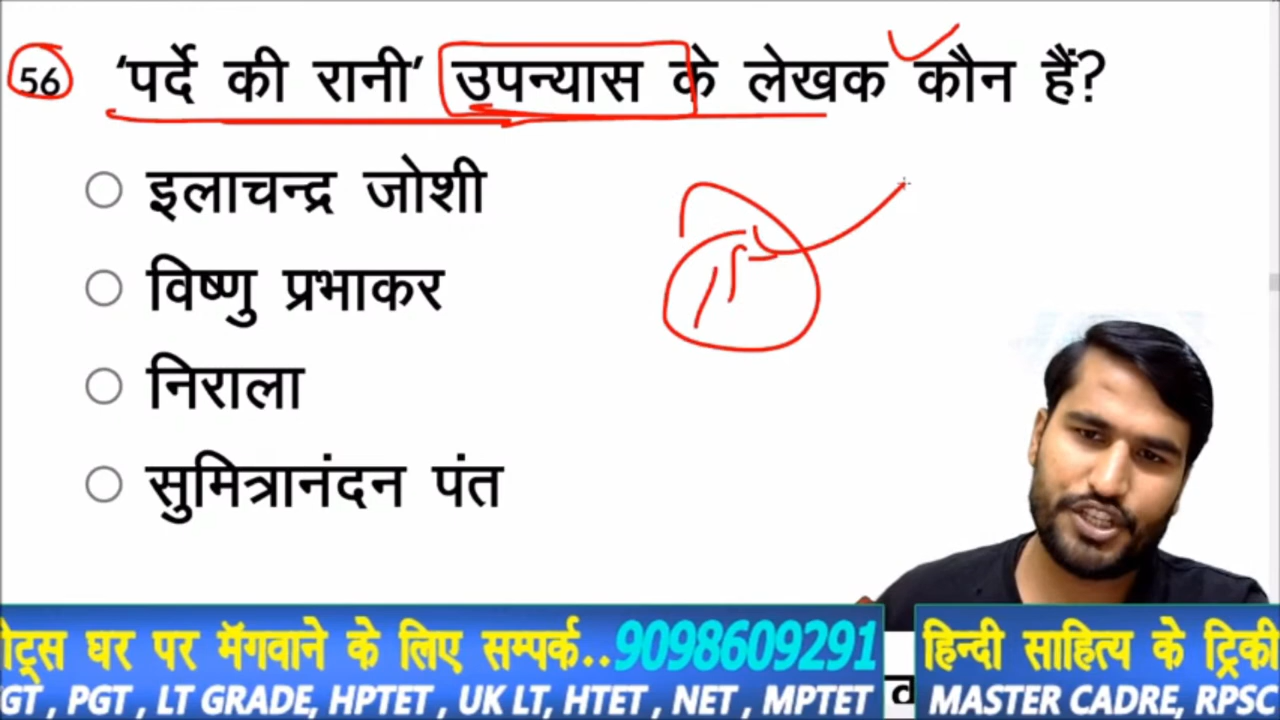 56 'पर्दे की रानी' उपन्यास के लेखक कौन हैं?
इलाचन्द्र जोशी
विष्णु प्रभाकर
निराला
सुमित्रानंदन पंत
घर पर मॅगवाने के लिए सम्पर्क..9098609291 हिन्दी साहित्य के ट्रिकी
PGT , LT GRADE, HPTET , UK LT, HTET , NET , MPTET MASTER CADRE, RPSC